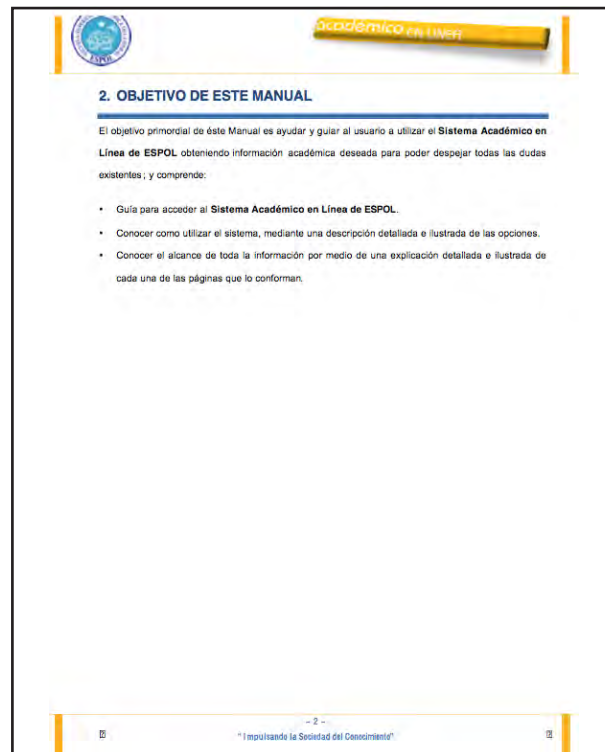 académico en Línea
ESPOL
2. OBJETIVO DE ESTE MANUAL
El objetivo primordial de éste Manual es ayudar y guiar al usuario a utilizar el Sistema Académico en
Línea de ESPOL obteniendo información académica deseada para poder despejar todas las dudas
existentes ; y comprende:
• Guía para acceder al Sistema Académico en Línea de ESPOL.
• Conocer como utilizar el sistema, mediante una descripción detallada e ilustrada de las opciones.
• Conocer el alcance de toda la información por medio de una explicación detallada e ilustrada de
cada una de las páginas que lo conforman.
– 2 –
" Impulsando la Sociedad del Conocimiento"